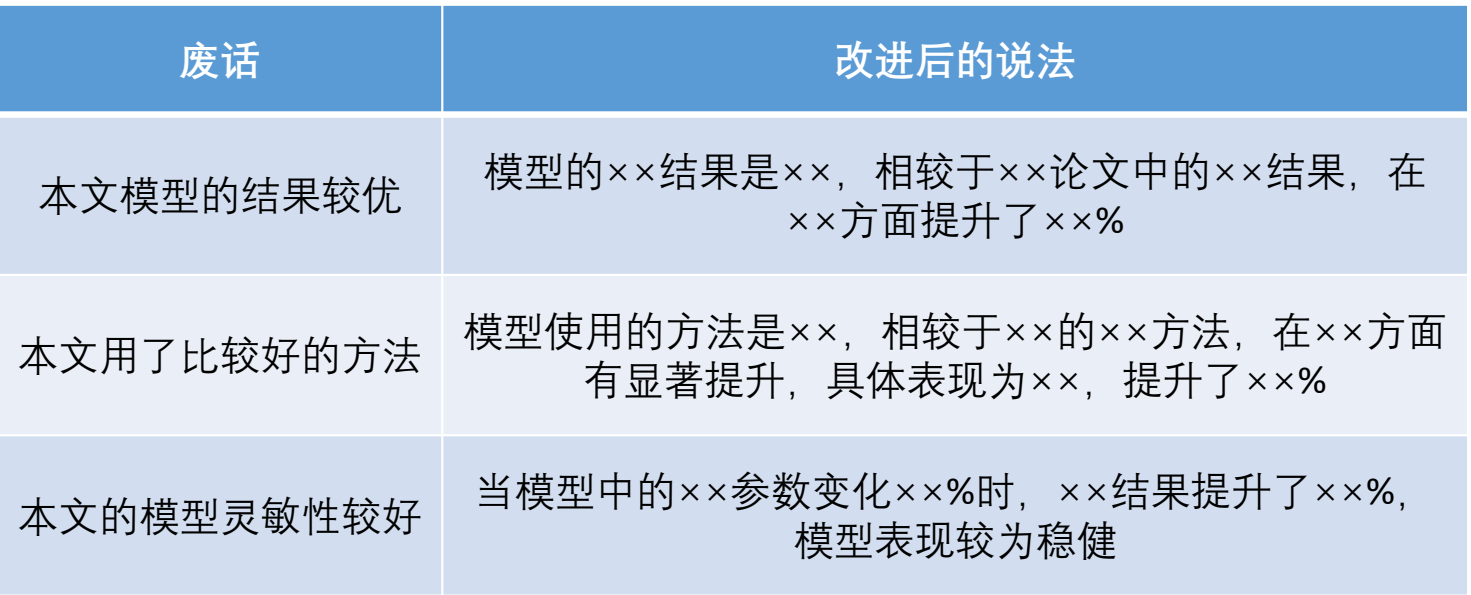 废话
改进后的说法
本文模型的结果较优
模型的××结果是××，相较于××论文中的××结果，在
××方面提升了××%
本文用了比较好的方法
模型使用的方法是××，相较于××的××方法，在××方面
有显著提升，具体表现为××，提升了××%
本文的模型灵敏性较好
当模型中的××参数变化××%时，××结果提升了××%，
模型表现较为稳健